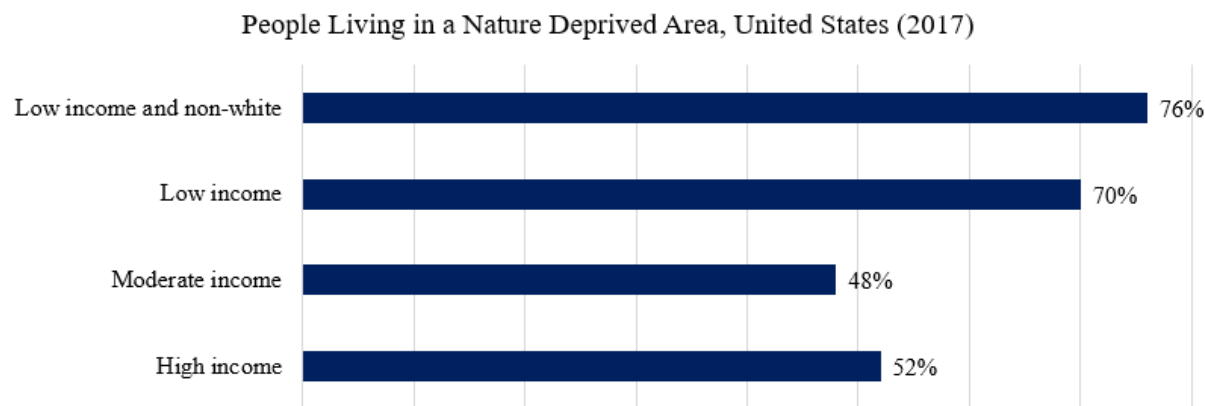 People Living in a Nature Deprived Area, United States (2017)
Low income and non-white 76%
Low income 70%
Moderate income 48%
High income 52%